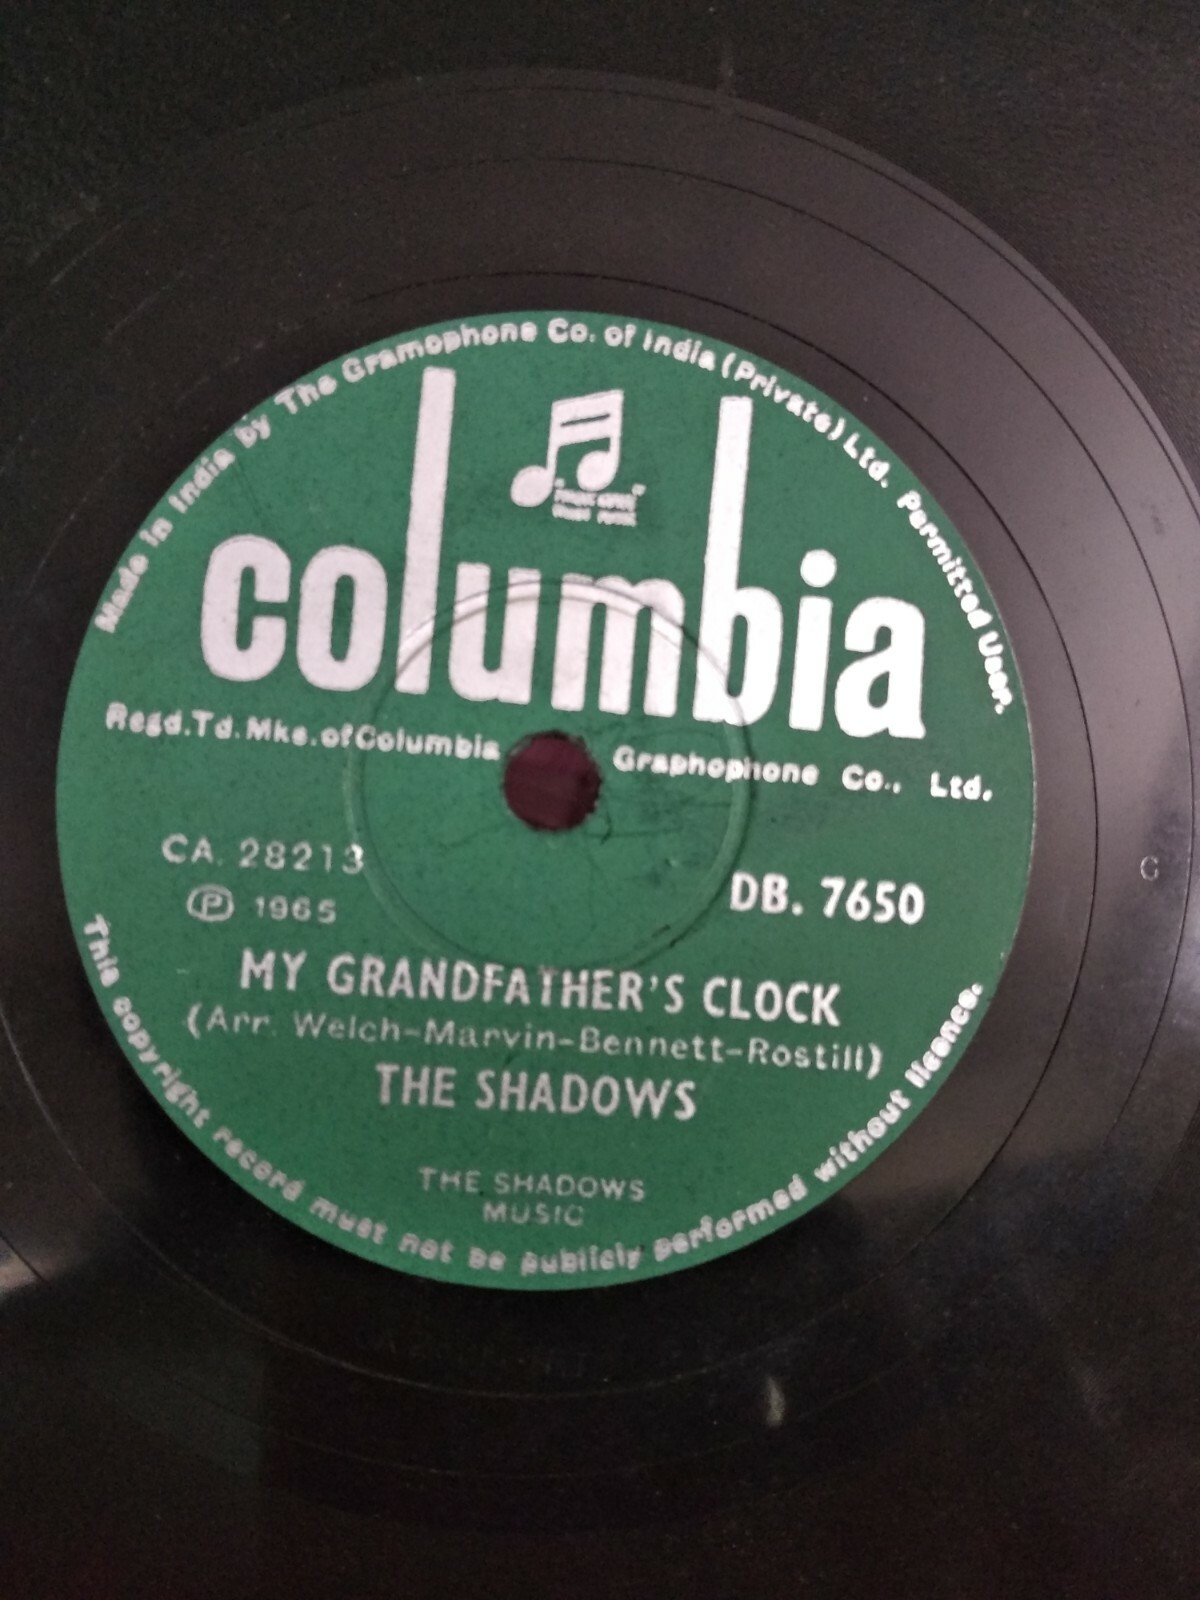 Made in India by The Gramophone Co. of India (Private) Ltd. Permitted User.
columbia
Regd.Td.Mks.of Columbia Graphophone Co., Ltd.
CA. 28213
DB. 7650
Ⓟ 1965
MY GRANDFATHER'S CLOCK
(Arr. Welch-Marvin-Bennett-Rostill)
THE SHADOWS
THE SHADOWS
MUSIC
This copyright record must not be publicly performed without licence.
G